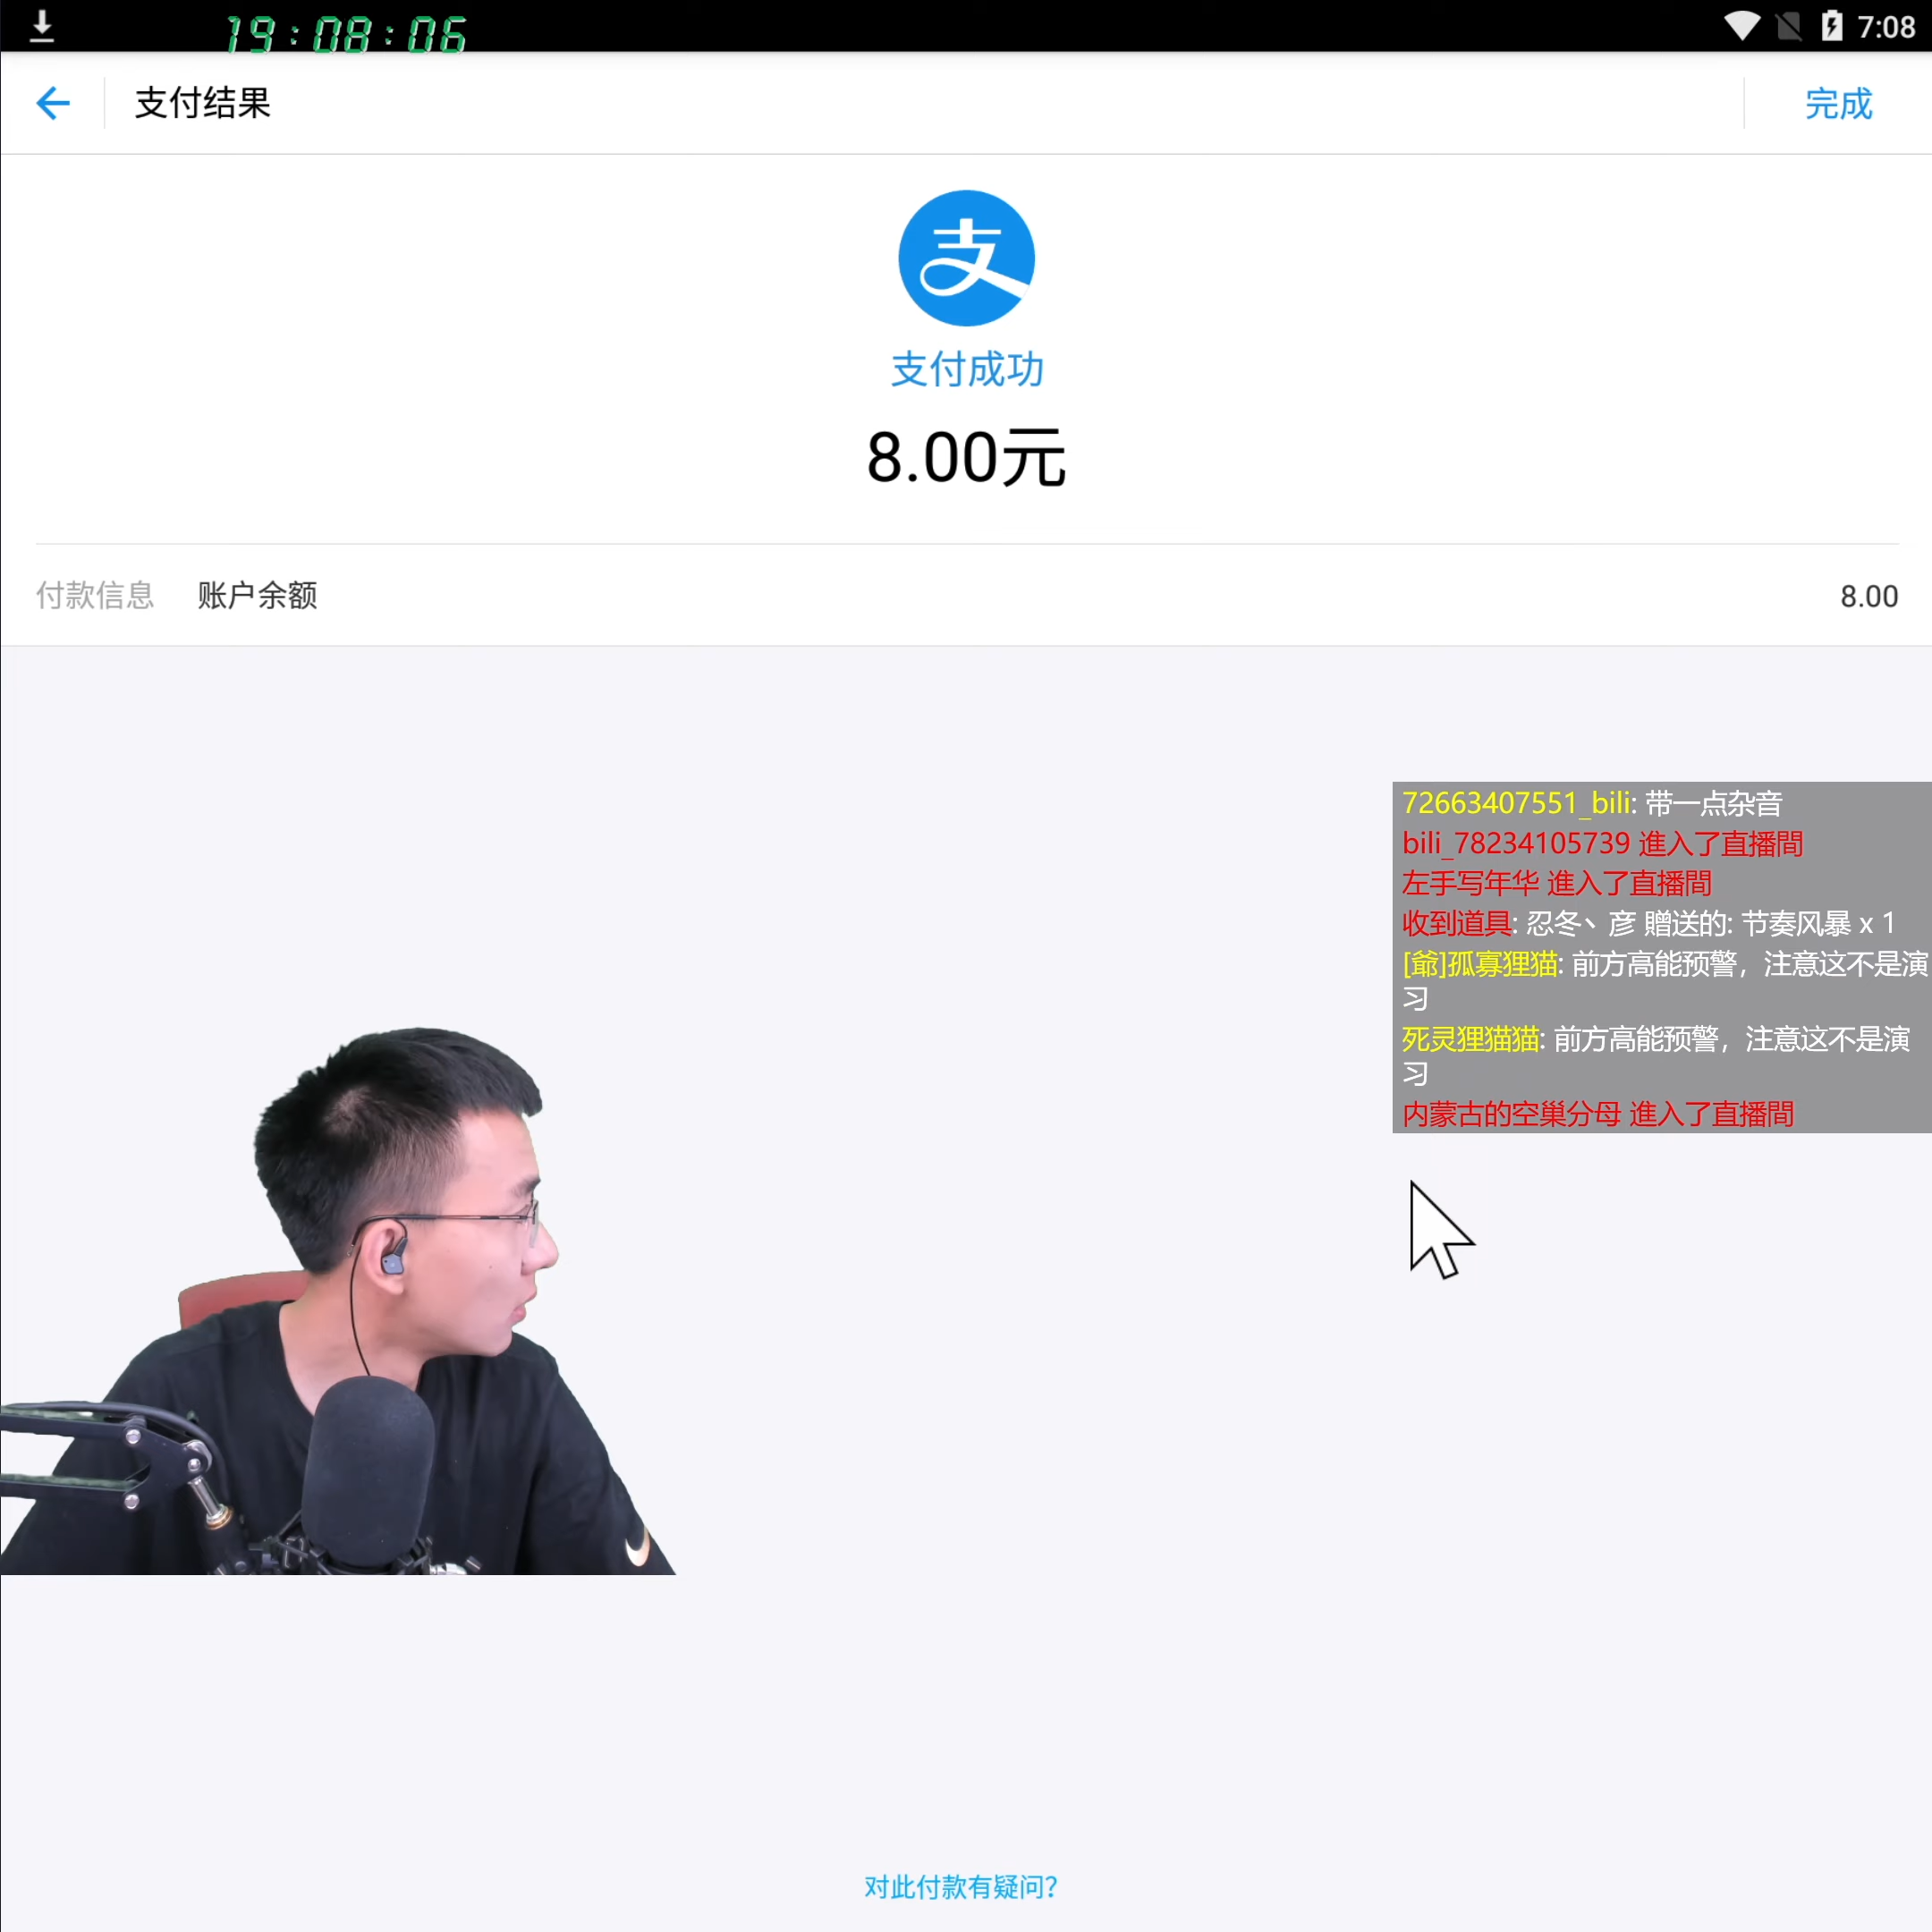 19:08:06
7:08
支付结果
完成
支
支付成功
8.00元
付款信息 账户余额 8.00
72663407551_bili: 带一点杂音
bili_78234105739 進入了直播間
左手写年华 進入了直播間
收到道具: 忍冬丶彦 赠送的: 节奏风暴 x 1
[爺]孤寡狸猫: 前方高能预警，注意这不是演
习
死灵狸猫猫: 前方高能预警，注意这不是演
习
内蒙古的空巢分母 進入了直播間
对此付款有疑问?